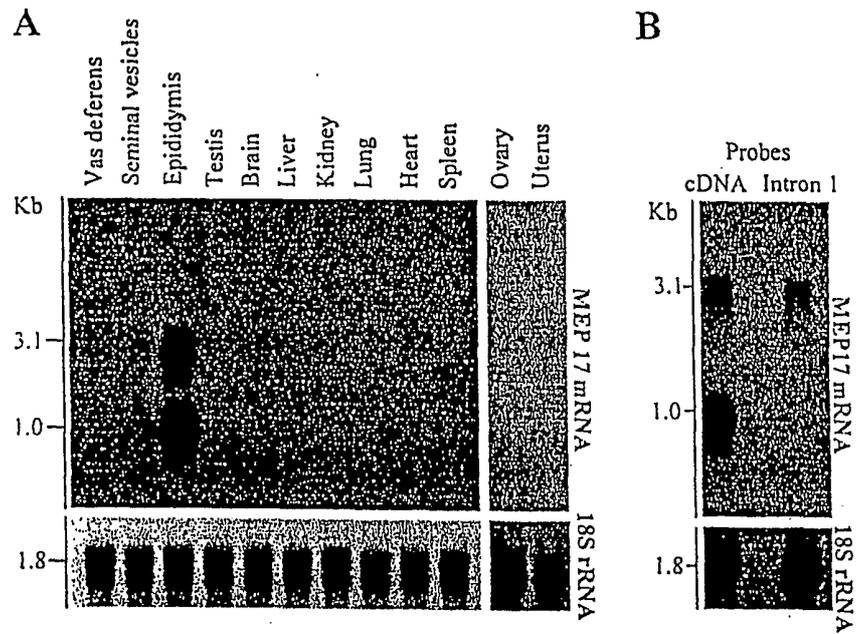 A
Vas deferens
Seminal vesicles
Epididymis
Testis
Brain
Liver
Kidney
Lung
Heart
Spleen
Ovary
Uterus
Kb
3.1
1.0
MEP 17 mRNA
1.8
18S rRNA
B
Probes
cDNA Intron 1
Kb
3.1
1.0
MEP17 mRNA
1.8
18S rRNA